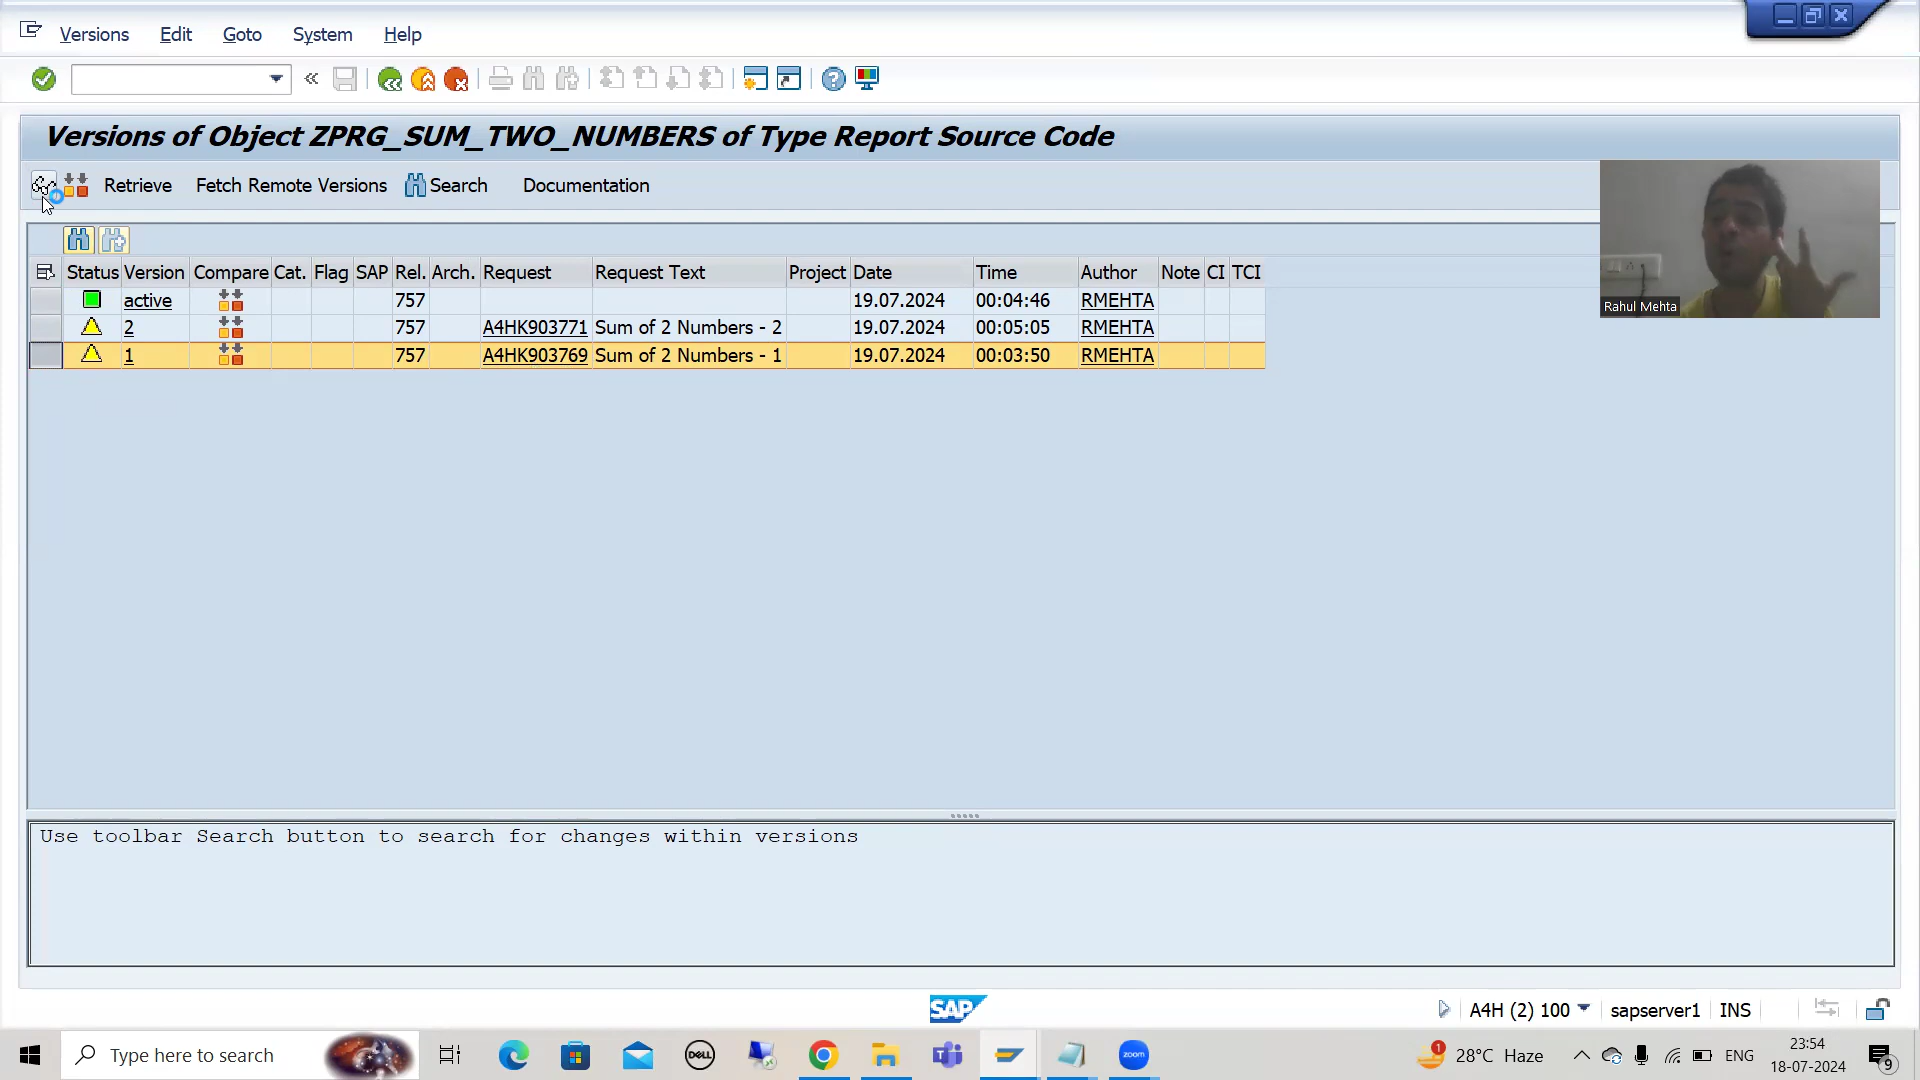 Versions Edit Goto System Help
Versions of Object ZPRG_SUM_TWO_NUMBERS of Type Report Source Code
Retrieve Fetch Remote Versions Search Documentation
Rahul Mehta
Status Version Compare Cat. Flag SAP Rel. Arch. Request Request Text Project Date Time Author Note CI TCI
active 757 19.07.2024 00:04:46 RMEHTA
2 757 A4HK903771 Sum of 2 Numbers - 2 19.07.2024 00:05:05 RMEHTA
1 757 A4HK903769 Sum of 2 Numbers - 1 19.07.2024 00:03:50 RMEHTA
Use toolbar Search button to search for changes within versions
SAP
A4H (2) 100 sapserver1 INS
Type here to search DELL zoom 1 28°C Haze ENG 23:54
18-07-2024 9